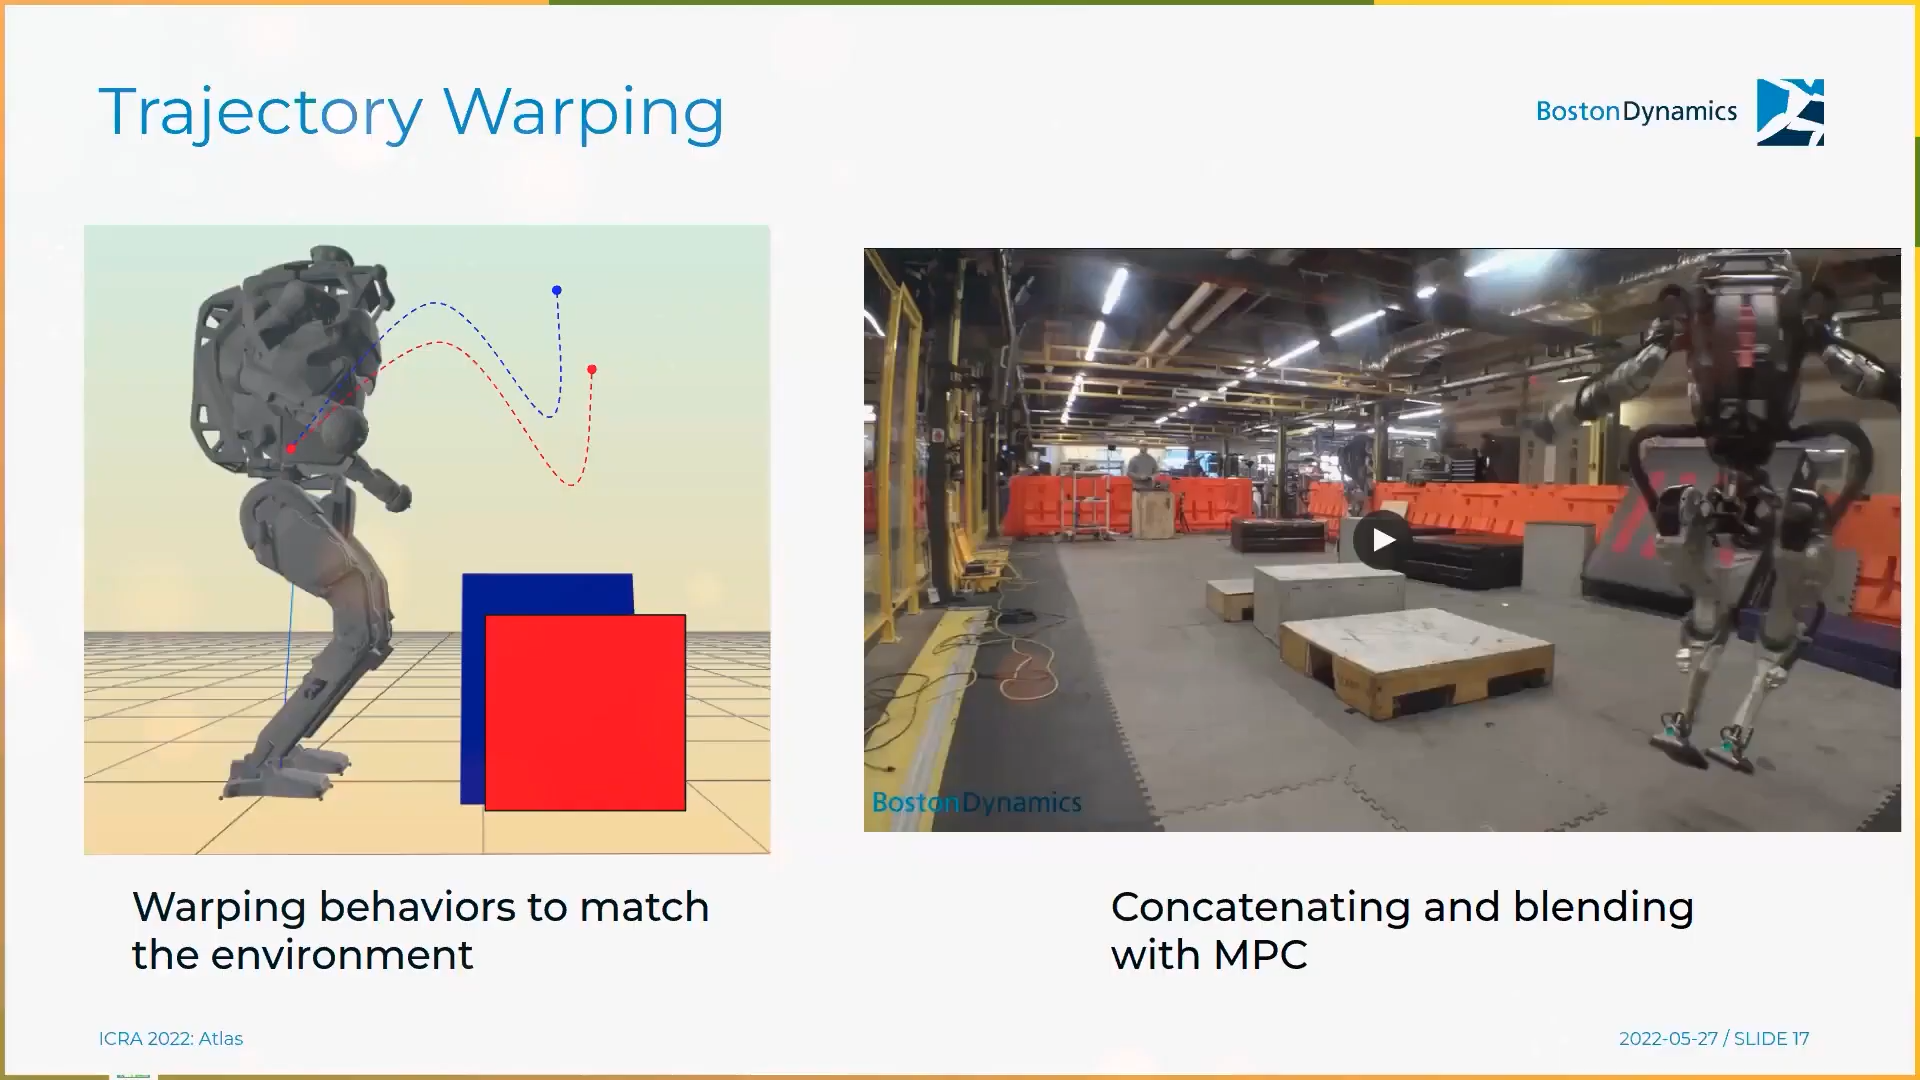 Trajectory Warping
BostonDynamics
BostonDynamics
Warping behaviors to match
the environment
Concatenating and blending
with MPC
ICRA 2022: Atlas
2022-05-27 / SLIDE 17